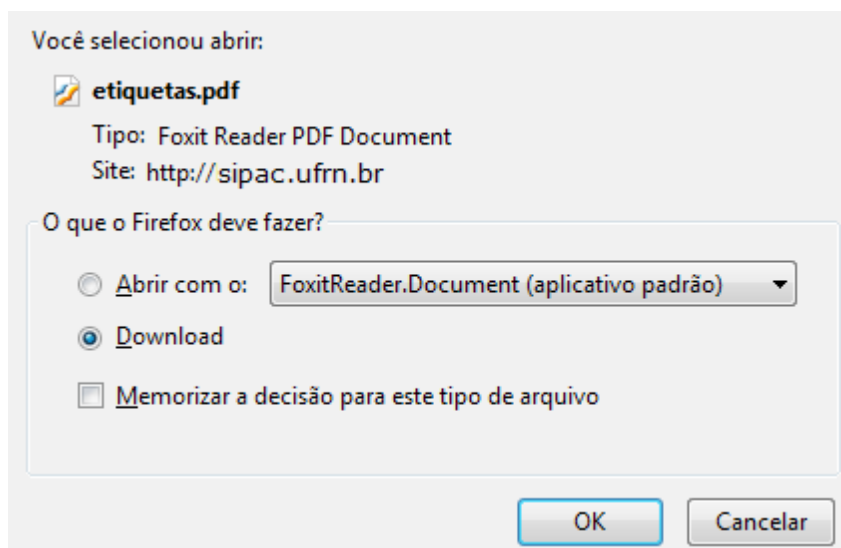 Você selecionou abrir:
etiquetas.pdf
Tipo: Foxit Reader PDF Document
Site: http://sipac.ufrn.br
O que o Firefox deve fazer?
Abrir com o: FoxitReader.Document (aplicativo padrão)
Download
Memorizar a decisão para este tipo de arquivo
OK Cancelar